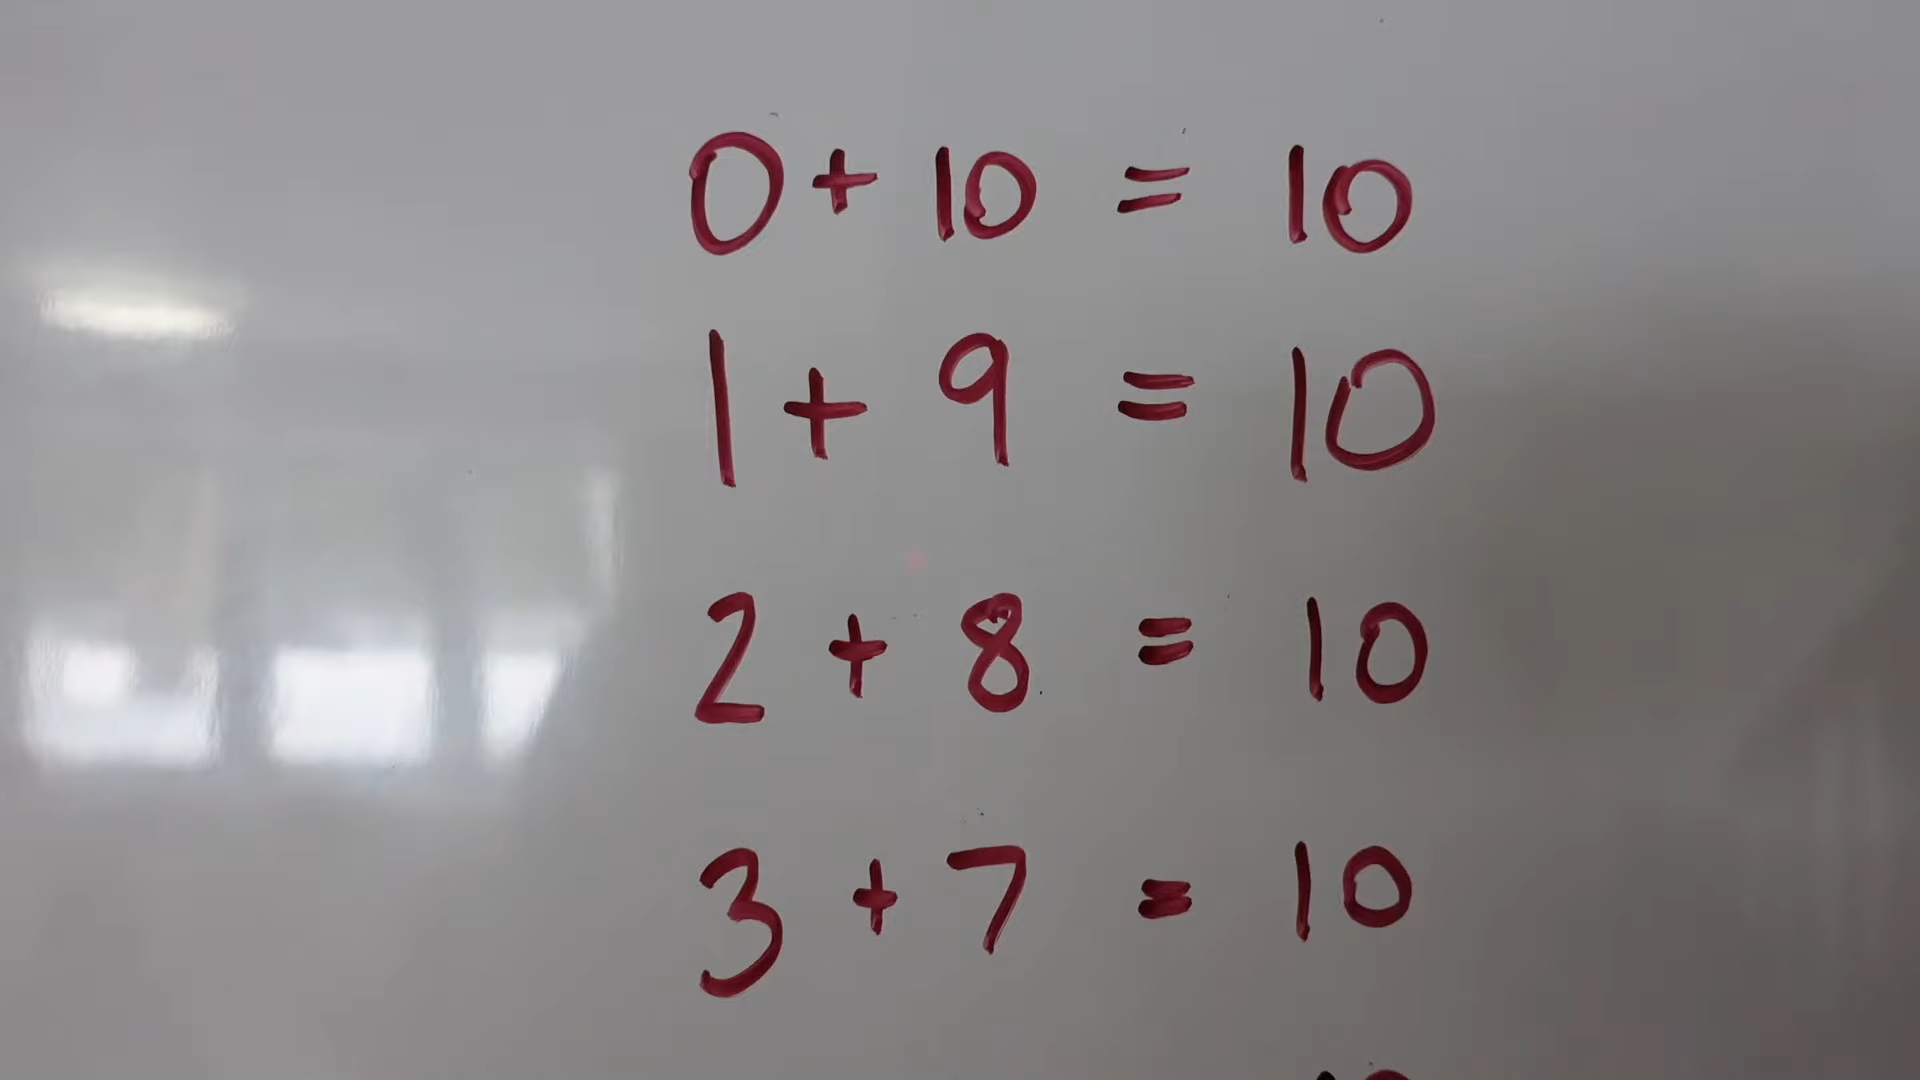 0 + 10 = 10
1 + 9 = 10
2 + 8 = 10
3 + 7 = 10